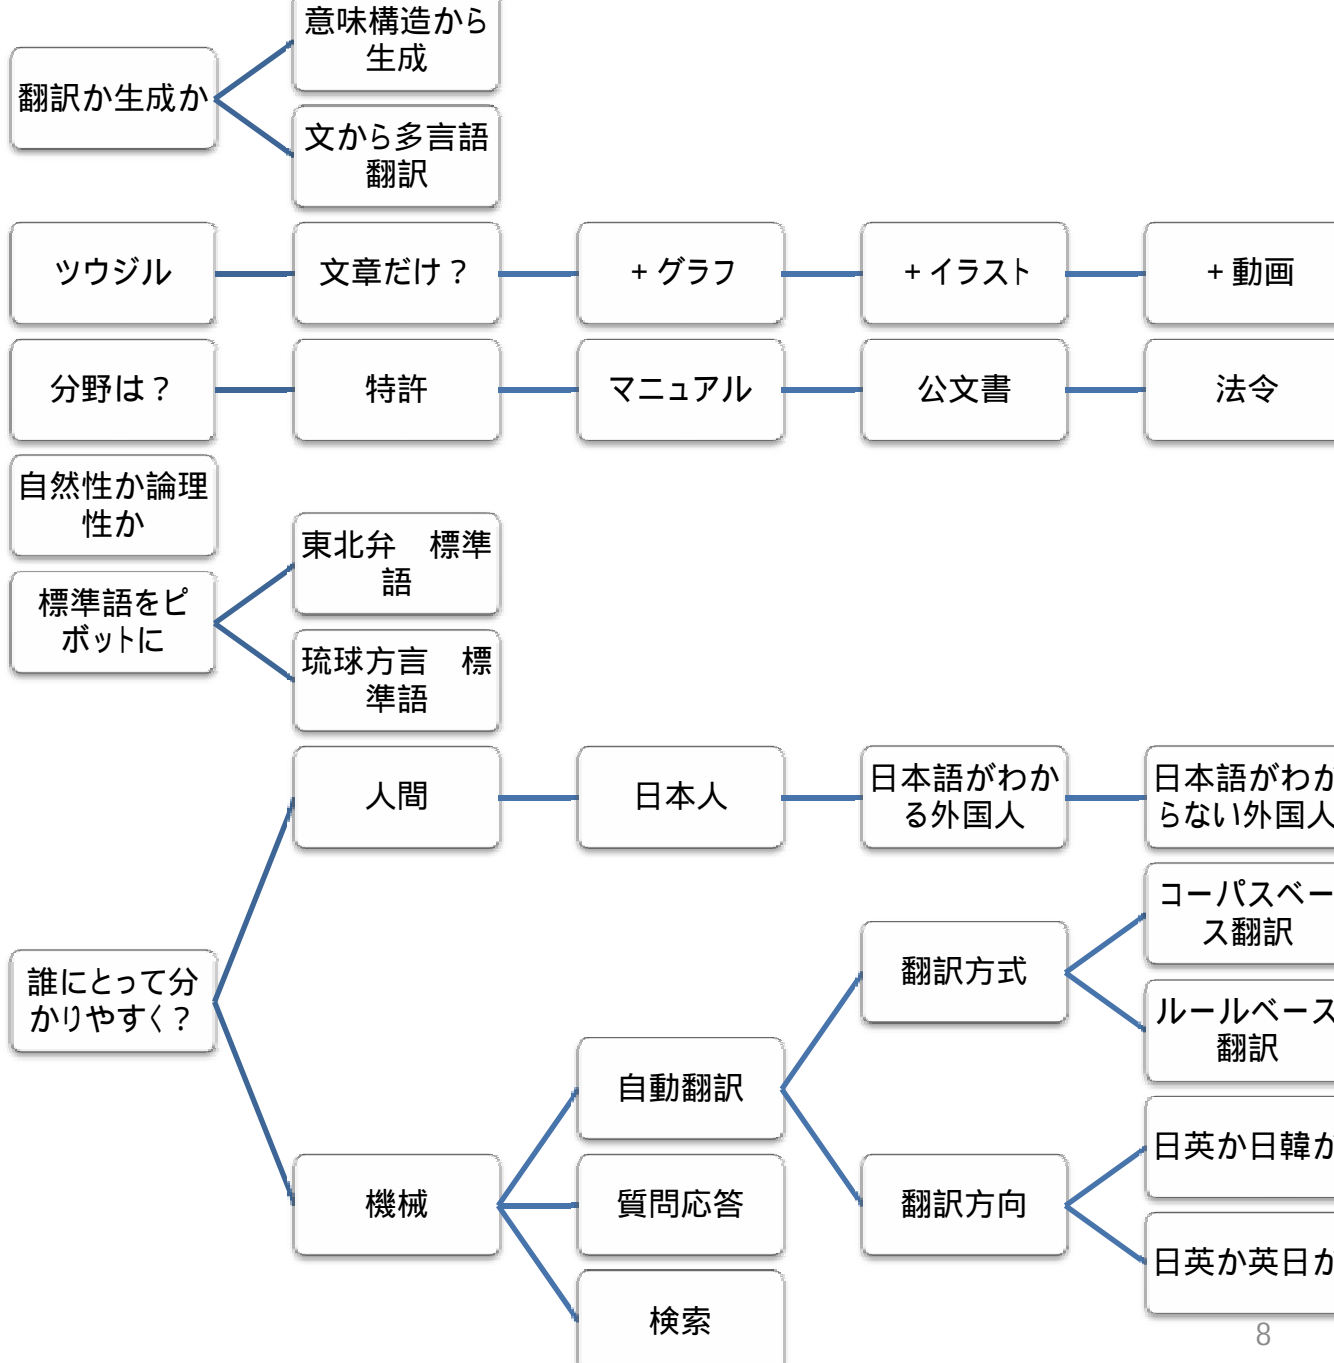 意味構造から
生成
翻訳か生成か
文から多言語
翻訳
ツウジル
文章だけ？
+ グラフ
+ イラスト
+ 動画
分野は？
特許
マニュアル
公文書
法令
自然性か論理
性か
東北弁　標準
語
標準語をピ
ボットに
琉球方言　標
準語
人間
日本人
日本語がわか
る外国人
日本語がわか
らない外国人
コーパスベー
ス翻訳
翻訳方式
ルールベース
翻訳
誰にとって分
かりやすく？
自動翻訳
日英か日韓か
機械
質問応答
翻訳方向
日英か英日か
検索
8